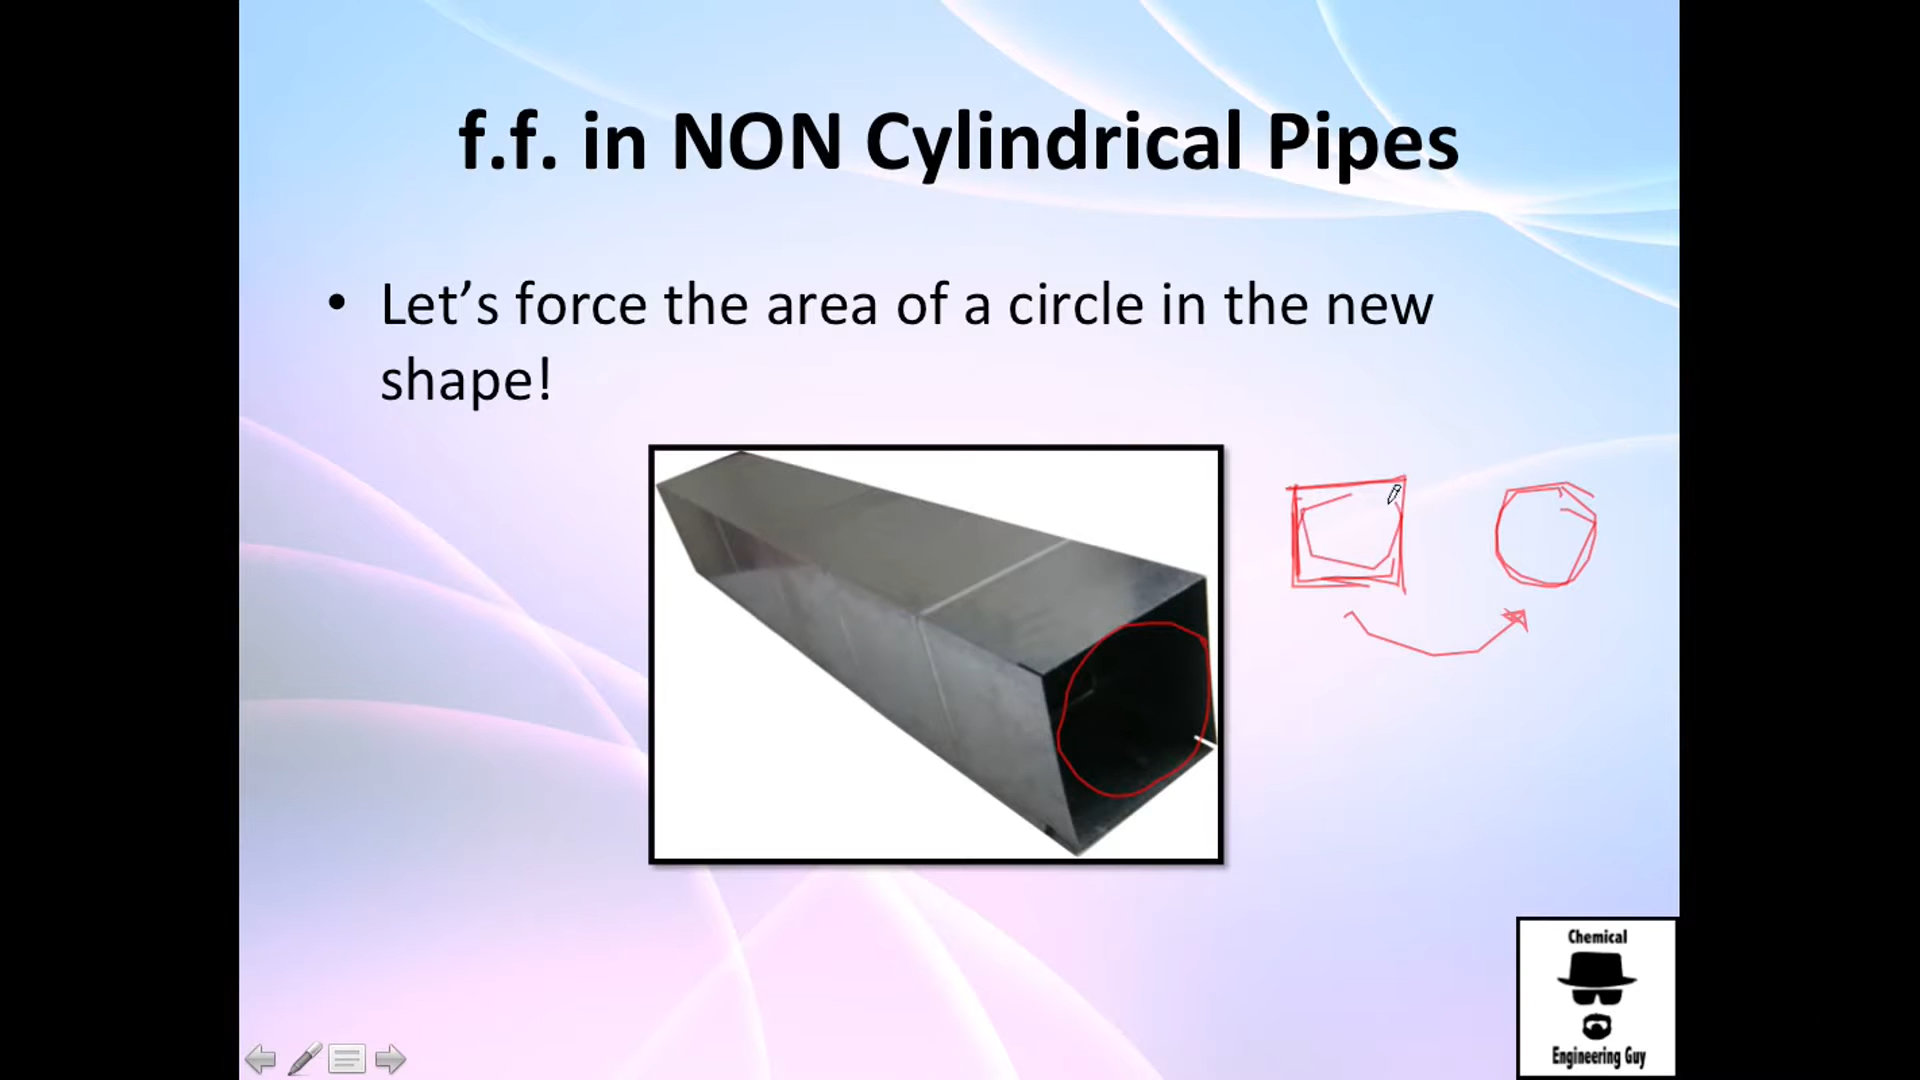 f.f. in NON Cylindrical Pipes
• Let’s force the area of a circle in the new
shape!
Chemical
Engineering Guy